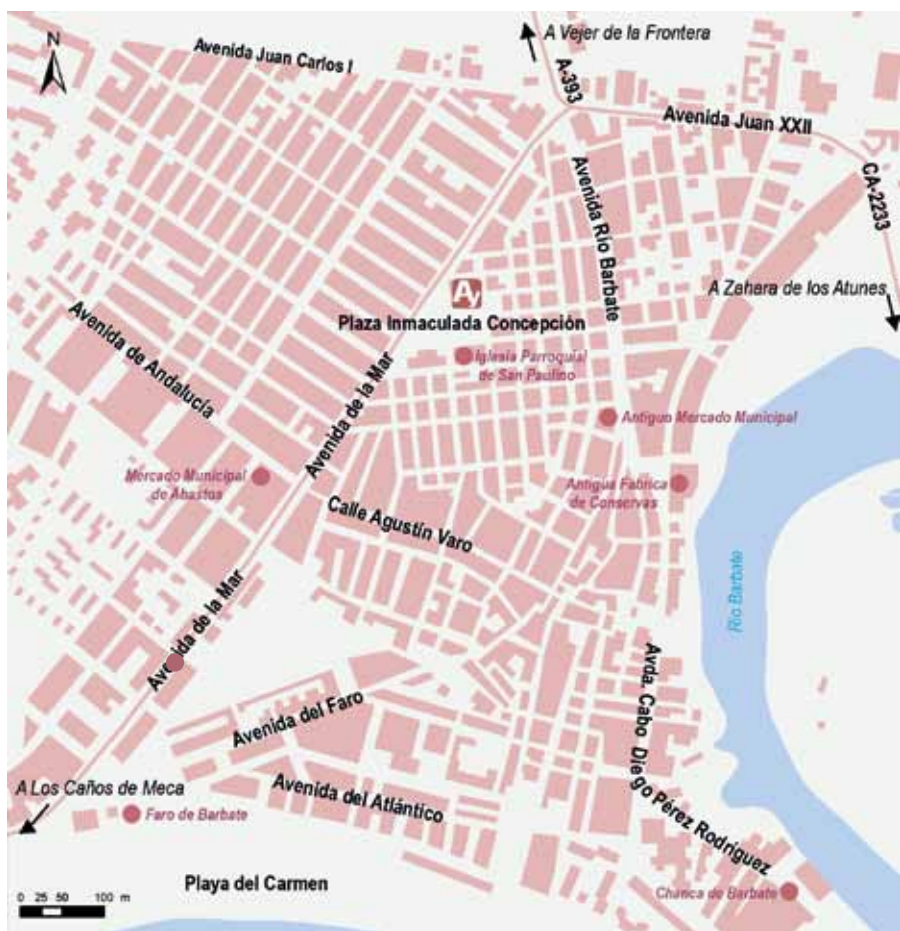 A Vejer de la Frontera
N
Avenida Juan Carlos I
A-393
Avenida Juan XXII
Avenida Río Barbate
CA-2233
Ay
A Zahara de los Atunes
Plaza Inmaculada Concepción
Avenida de Andalucía
Iglesia Parroquial
de San Paulino
Avenida de la Mar
Antiguo Mercado Municipal
Mercado Municipal
de Abastos
Antigua Fabrica
de Conservas
Calle Agustín Varo
Río Barbate
Avenida de la Mar
Avda. Cabo Diego Pérez Rodríguez
Avenida del Faro
A Los Caños de Meca
Avenida del Atlántico
Faro de Barbate
Playa del Carmen
Chanca de Barbate
0 25 50 100 m